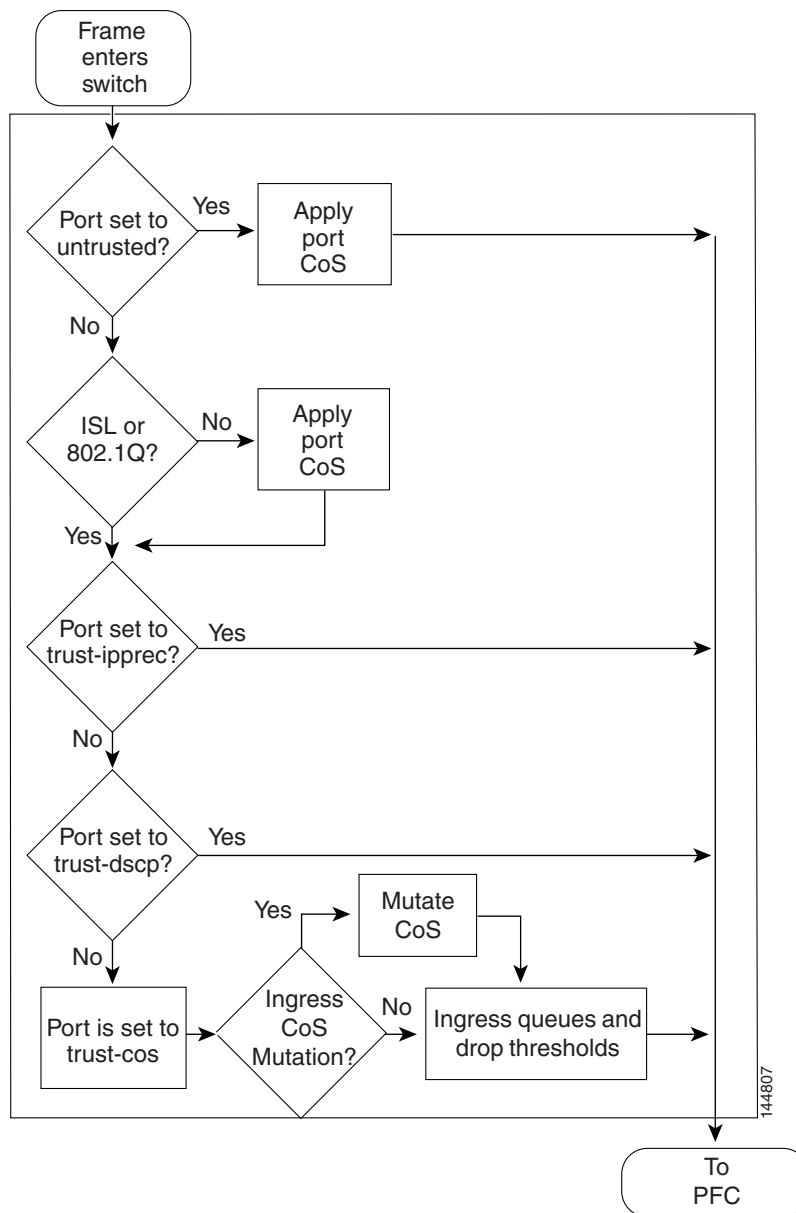 Frame
enters
switch
Port set to
untrusted?
Yes
Apply
port
CoS
No
ISL or
802.1Q?
No
Apply
port
CoS
Yes
Port set to
trust-ipprec?
Yes
No
Port set to
trust-dscp?
Yes
No
Port is set to
trust-cos
Ingress
CoS
Mutation?
Yes
Mutate
CoS
No
Ingress queues and
drop thresholds
144807
To
PFC